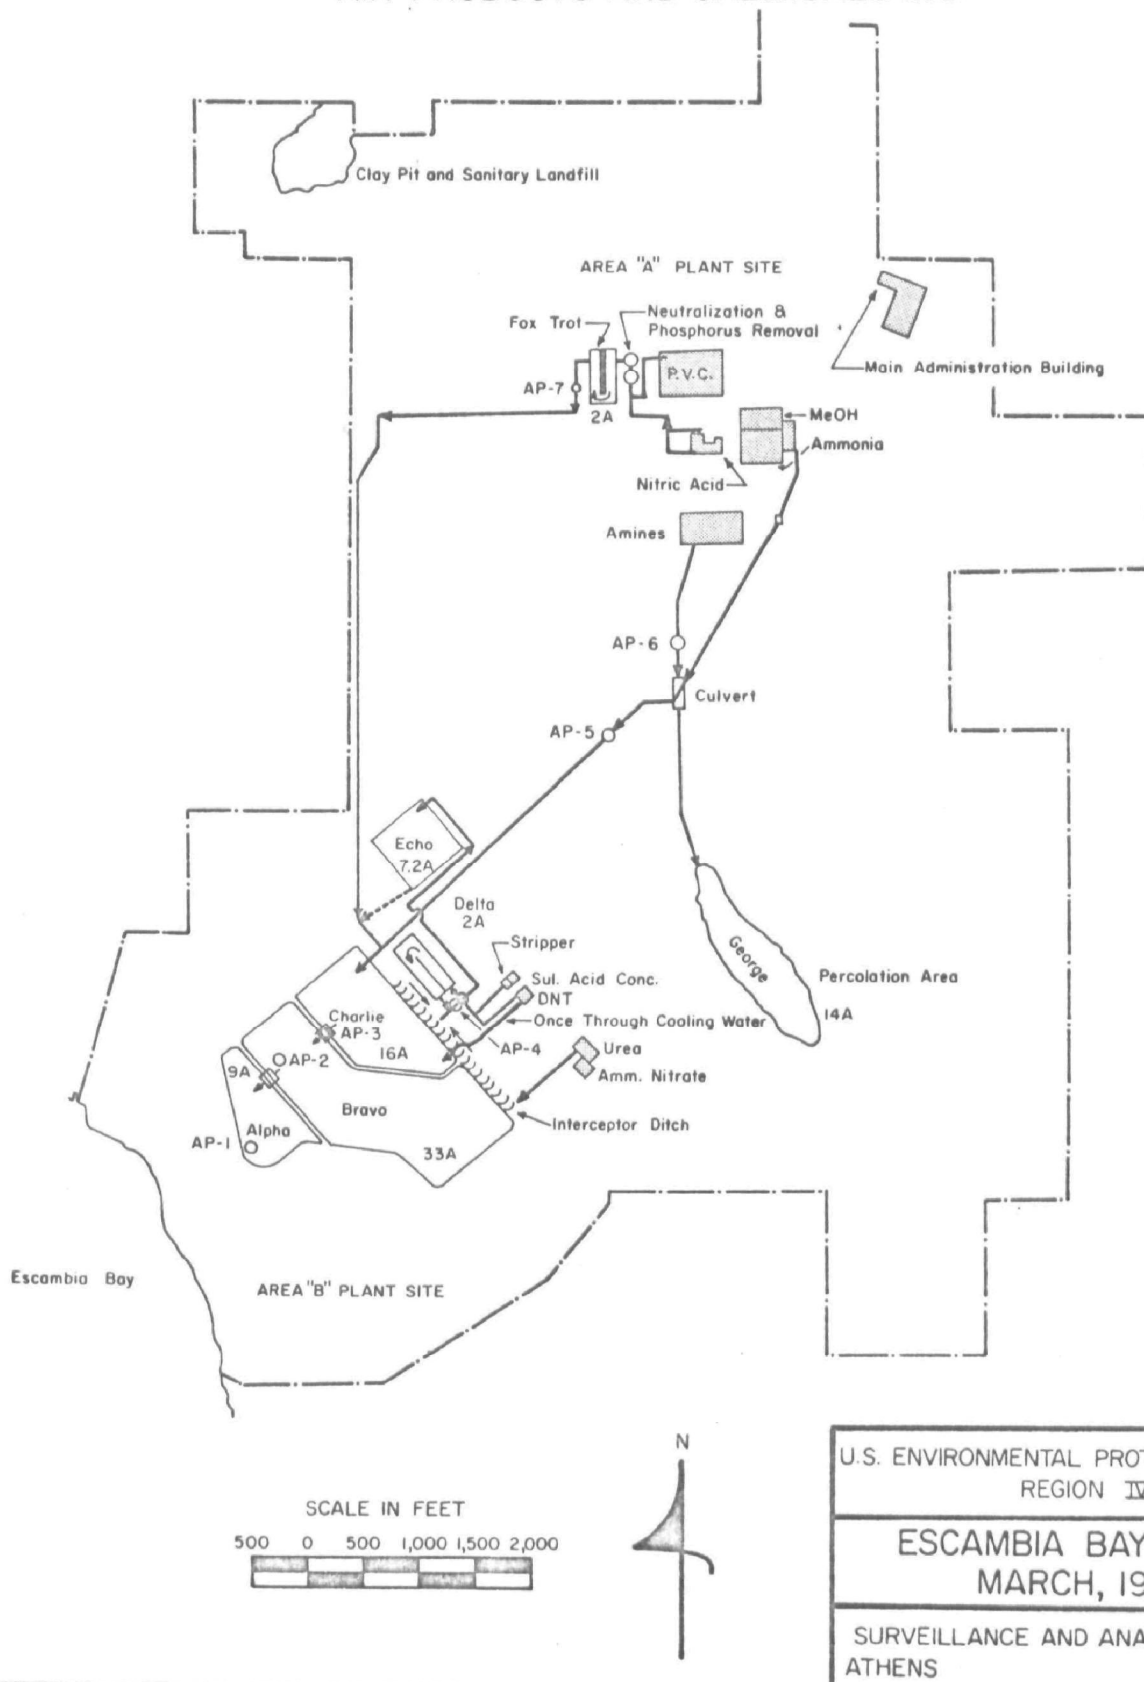 Clay Pit and Sanitary Landfill
AREA "A" PLANT SITE
Neutralization &
Phosphorus Removal
Fox Trot
P.V.C.
Main Administration Building
AP-7
2A
MeOH
Ammonia
Nitric Acid
Amines
AP-6
Culvert
AP-5
Echo
7.2A
Delta
2A
Stripper
Sul. Acid Conc.
DNT
George
Percolation Area
14A
Once Through Cooling Water
Charlie
AP-3
16A
AP-4
Urea
Amm. Nitrate
AP-2
9A
Bravo
Interceptor Ditch
Alpha
AP-1
33A
Escambia Bay
AREA "B" PLANT SITE
N
SCALE IN FEET
500 0 500 1,000 1,500 2,000
U.S. ENVIRONMENTAL PROT
REGION IV
ESCAMBIA BAY
MARCH, 19
SURVEILLANCE AND ANA
ATHENS